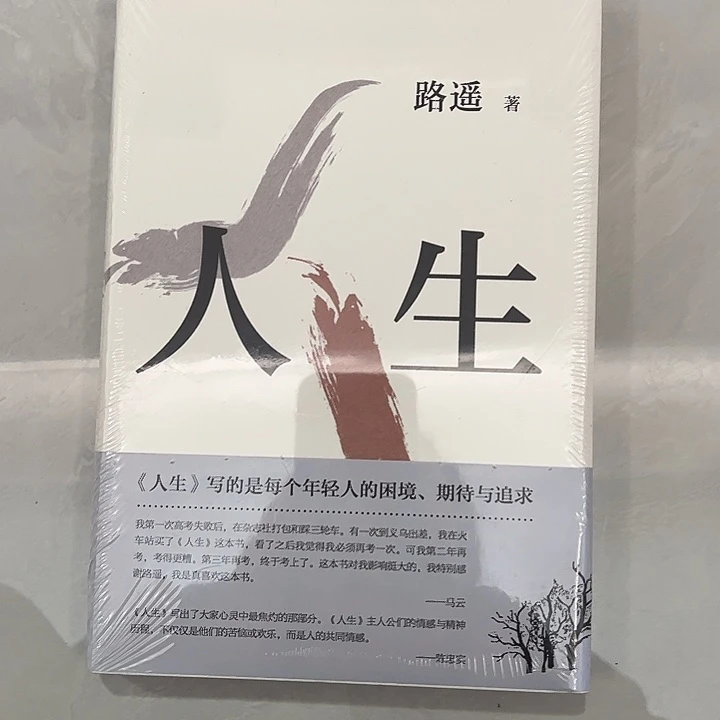 路遥 著
人生
《人生》写的是每个年轻人的困境、期待与追求
我第一次高考失败后，在杂志社打包和踩三轮车。有一次到义乌出差，我在火
车站买了《人生》这本书，看了之后我觉得我必须再考一次。可我第二年再
考，考得更糟。第三年再考，终于考上了。这本书对我影响挺大的，我特别感
谢路遥，我是真喜欢这本书。
——马云
《人生》写出了大家心灵中最焦灼的那部分。《人生》主人公们的情感与精神
历程，不仅仅是他们的苦恼或欢乐，而是人的共同情感。
——陈忠实